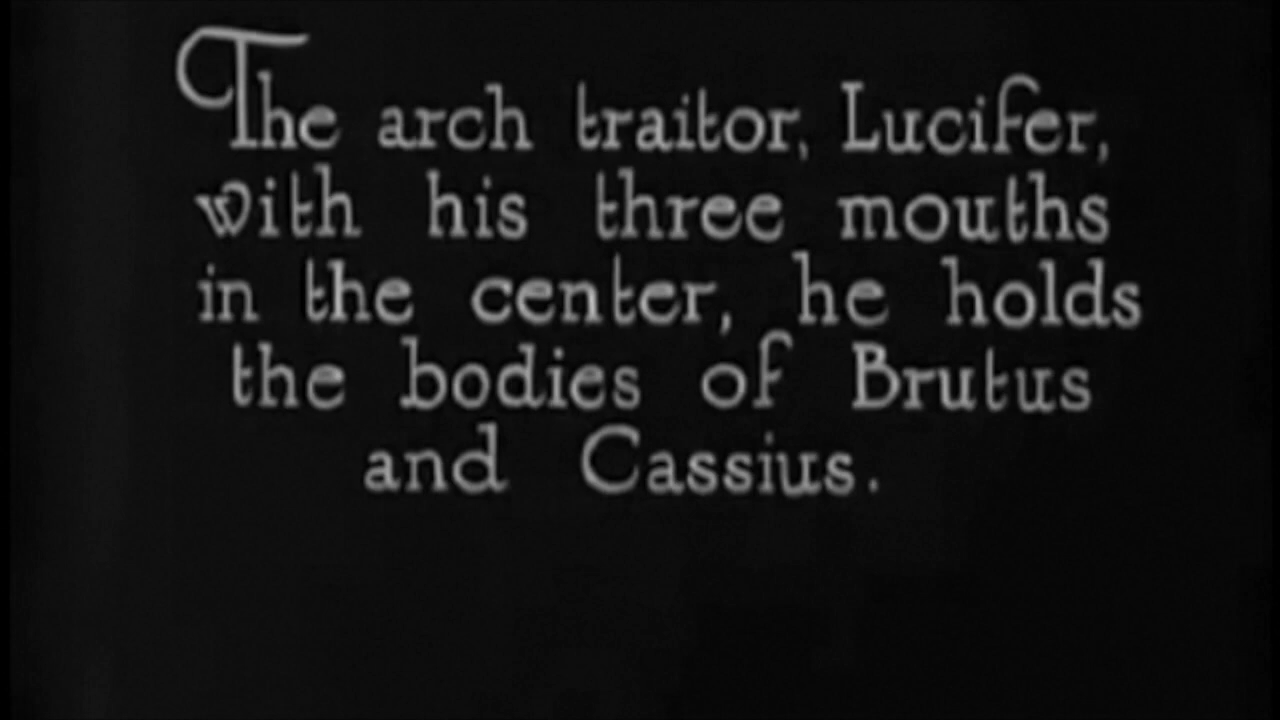 The arch traitor, Lucifer,
with his three mouths
in the center, he holds
the bodies of Brutus
and Cassius.